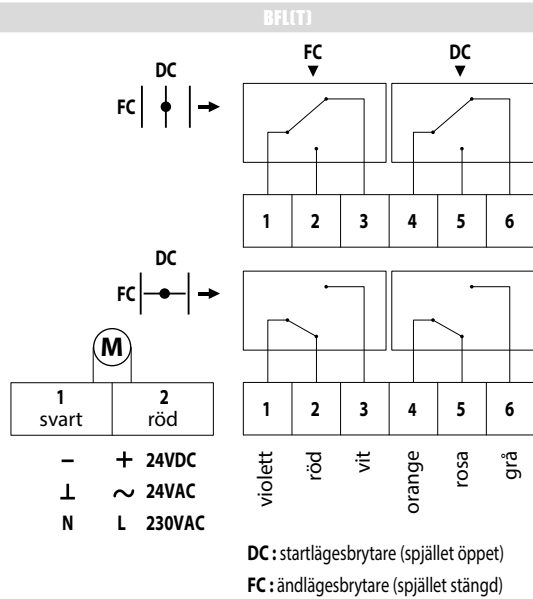 BFL(T)
FC DC
DC
FC
1 2 3 4 5 6
DC
FC
M
1 2
svart röd
1 2 3 4 5 6
violett röd vit orange rosa grå
– + 24VDC
⊥ ~ 24VAC
N L 230VAC
DC : startlägesbrytare (spjället öppet)
FC : ändlägesbrytare (spjället stängd)